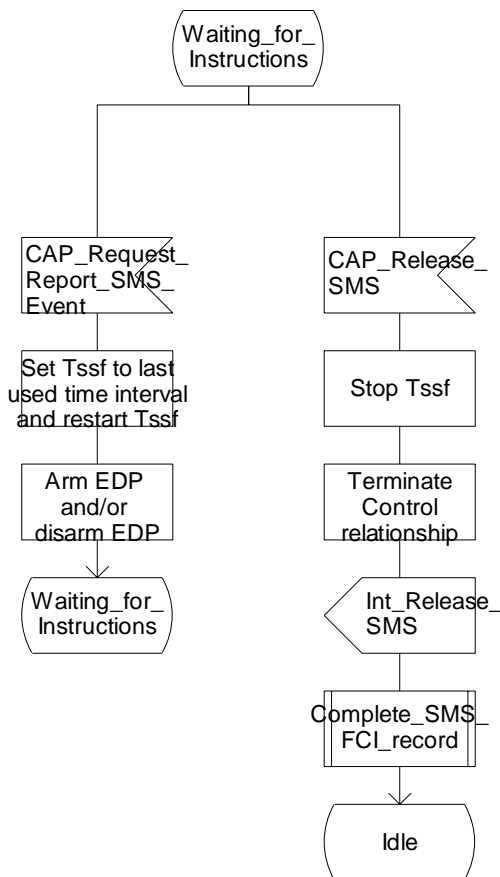 Waiting_for_
Instructions
CAP_Request_
Report_SMS_
Event
Set Tssf to last
used time interval
and restart Tssf
Arm EDP
and/or
disarm EDP
Waiting_for_
Instructions
CAP_Release_
SMS
Stop Tssf
Terminate
Control
relationship
Int_Release_
SMS
Complete_SMS_
FCI_record
Idle